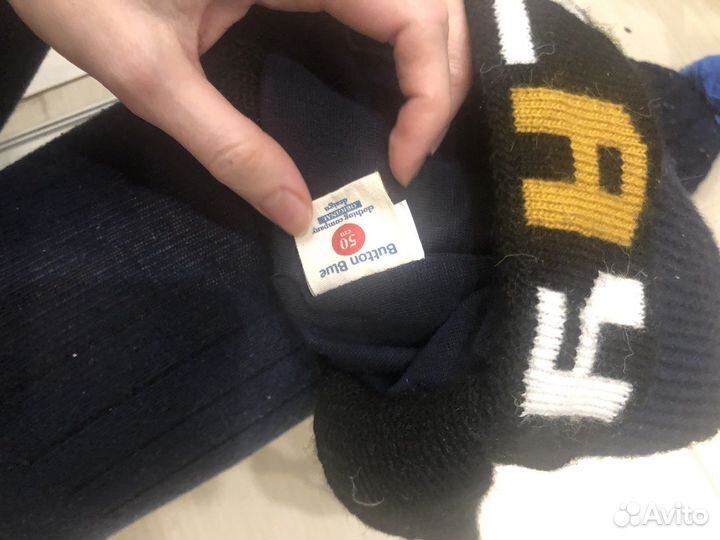 Button Blue
50
cm
ORIGINAL
clothing company
design
Avito